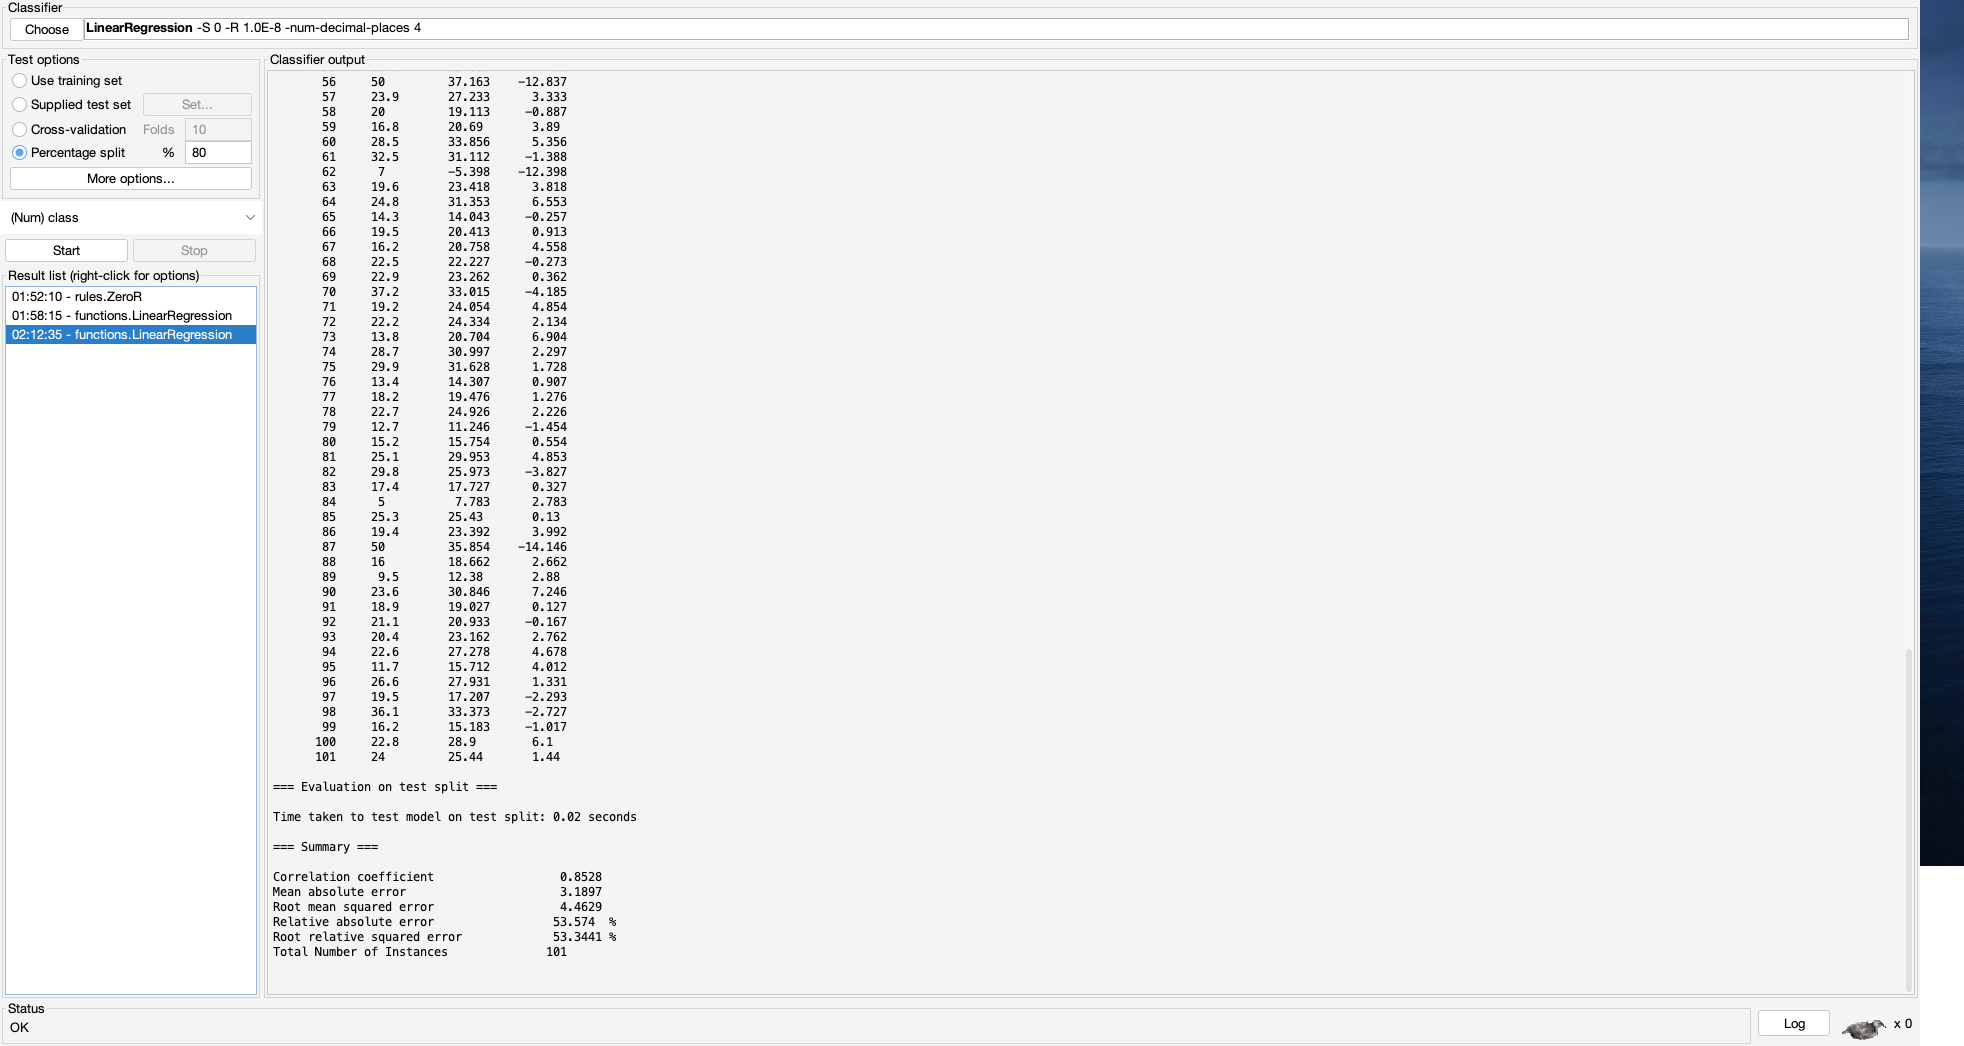 Classifier
Choose LinearRegression -S 0 -R 1.0E-8 -num-decimal-places 4
Test options
Use training set
Supplied test set Set...
Cross-validation Folds 10
Percentage split % 80
More options...
(Num) class
Start Stop
Result list (right-click for options)
01:52:10 - rules.ZeroR
01:58:15 - functions.LinearRegression
02:12:35 - functions.LinearRegression
Classifier output
56 50 37.163 -12.837
57 23.9 27.233 3.333
58 20 19.113 -0.887
59 16.8 20.69 3.89
60 28.5 33.856 5.356
61 32.5 31.112 -1.388
62 7 -5.398 -12.398
63 19.6 23.418 3.818
64 24.8 31.353 6.553
65 14.3 14.043 -0.257
66 19.5 20.413 0.913
67 16.2 20.758 4.558
68 22.5 22.227 -0.273
69 22.9 23.262 0.362
70 37.2 33.015 -4.185
71 19.2 24.054 4.854
72 22.2 24.334 2.134
73 13.8 20.704 6.904
74 28.7 30.997 2.297
75 29.9 31.628 1.728
76 13.4 14.307 0.907
77 18.2 19.476 1.276
78 22.7 24.926 2.226
79 12.7 11.246 -1.454
80 15.2 15.754 0.554
81 25.1 29.953 4.853
82 29.8 25.973 -3.827
83 17.4 17.727 0.327
84 5 7.783 2.783
85 25.3 25.43 0.13
86 19.4 23.392 3.992
87 50 35.854 -14.146
88 16 18.662 2.662
89 9.5 12.38 2.88
90 23.6 30.846 7.246
91 18.9 19.027 0.127
92 21.1 20.933 -0.167
93 20.4 23.162 2.762
94 22.6 27.278 4.678
95 11.7 15.712 4.012
96 26.6 27.931 1.331
97 19.5 17.207 -2.293
98 36.1 33.373 -2.727
99 16.2 15.183 -1.017
100 22.8 28.9 6.1
101 24 25.44 1.44
=== Evaluation on test split ===
Time taken to test model on test split: 0.02 seconds
=== Summary ===
Correlation coefficient 0.8528
Mean absolute error 3.1897
Root mean squared error 4.4629
Relative absolute error 53.574 %
Root relative squared error 53.3441 %
Total Number of Instances 101
Status
OK
Log x 0